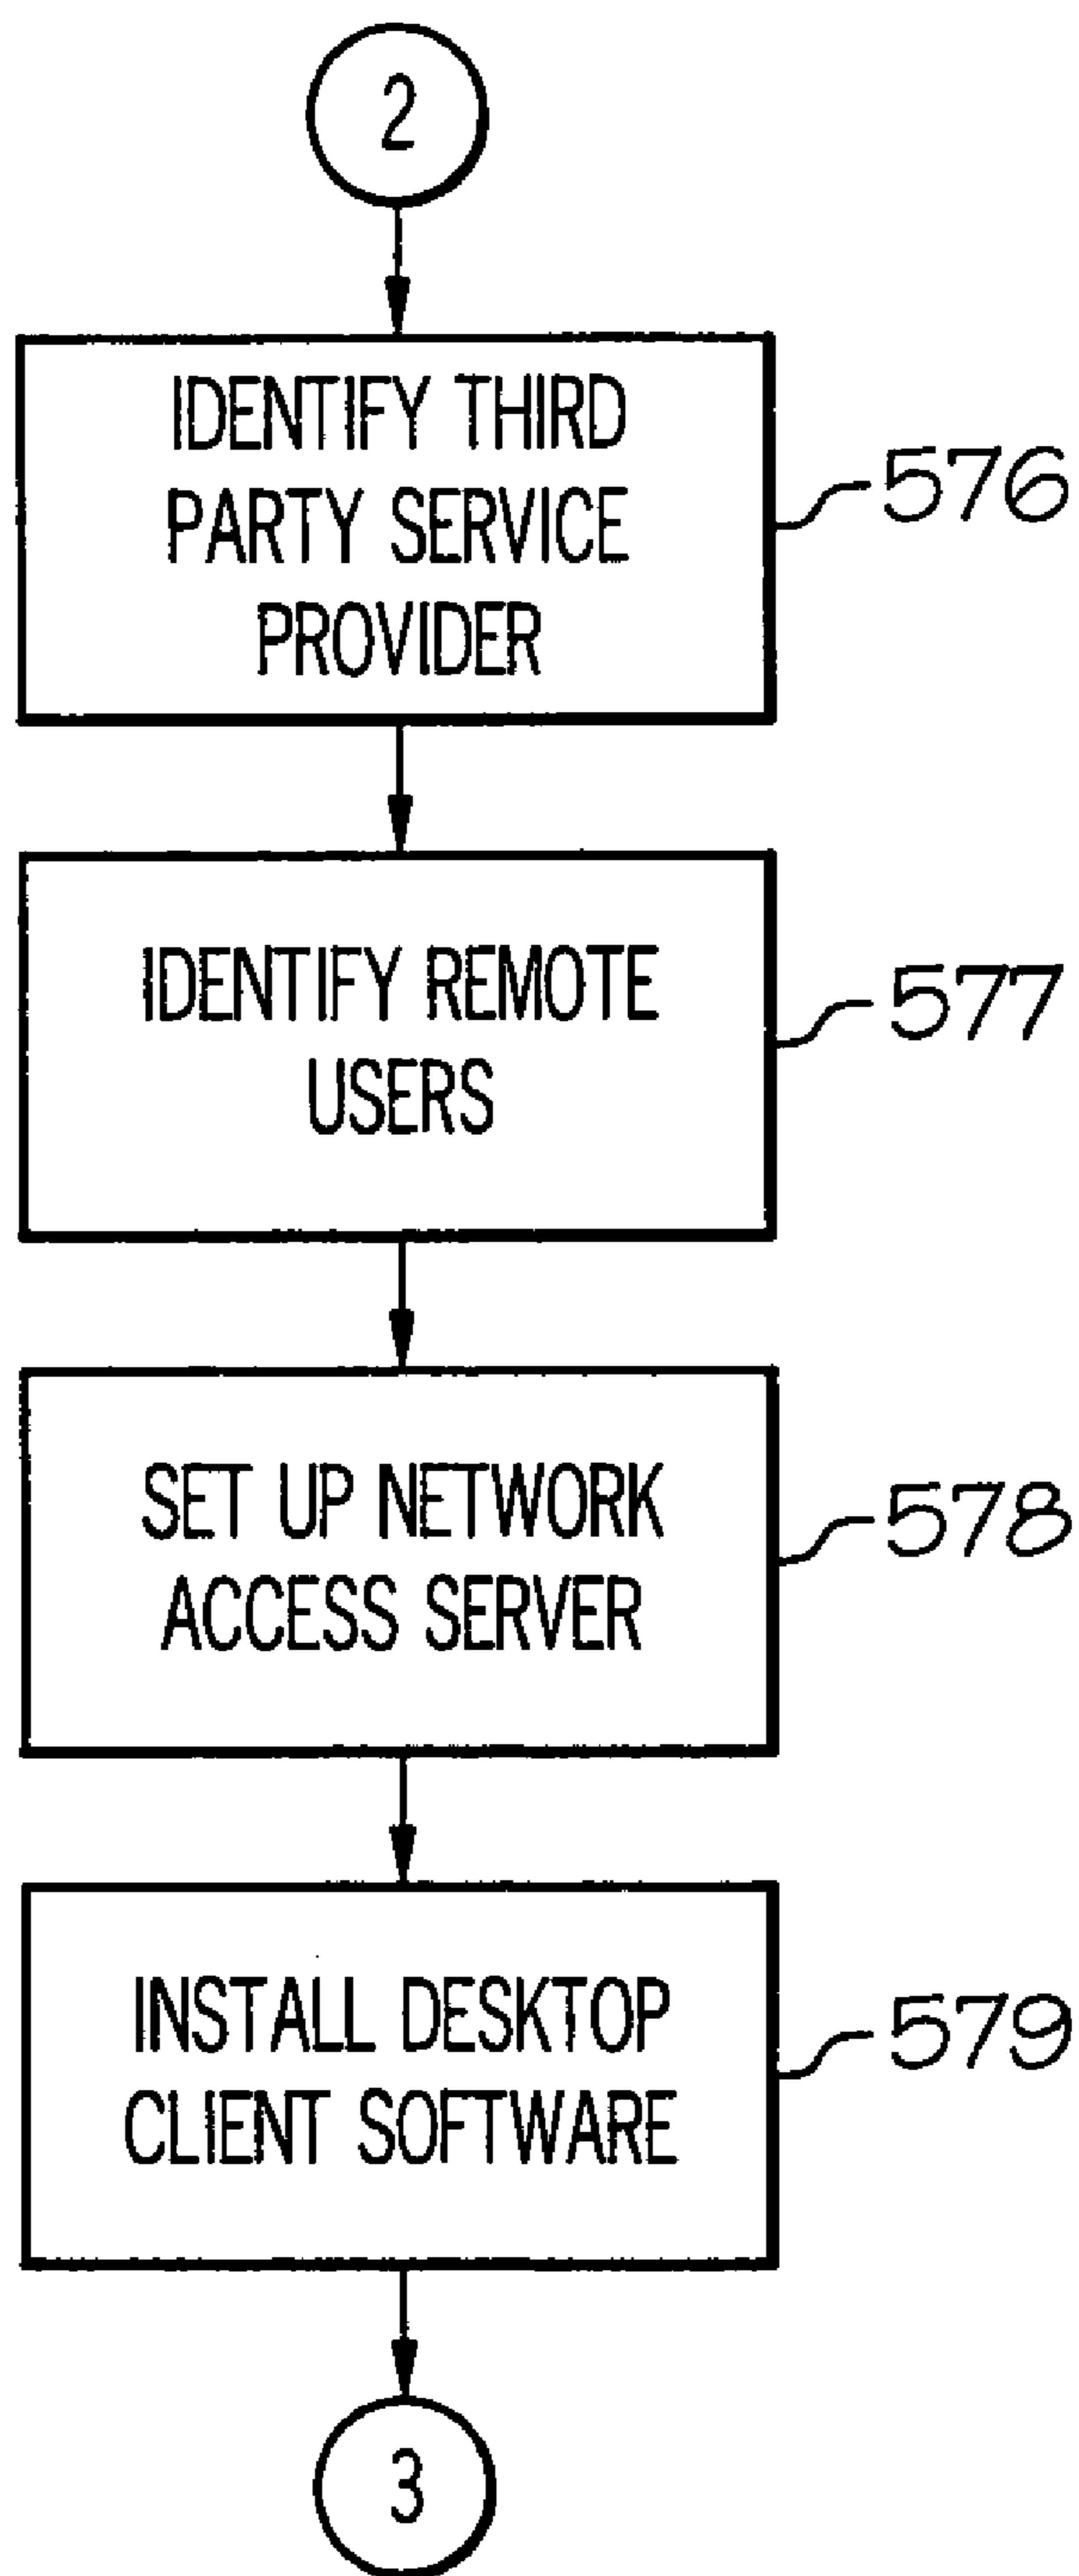 2
IDENTIFY THIRD
PARTY SERVICE
PROVIDER
576
IDENTIFY REMOTE
USERS
577
SET UP NETWORK
ACCESS SERVER
578
INSTALL DESKTOP
CLIENT SOFTWARE
579
3